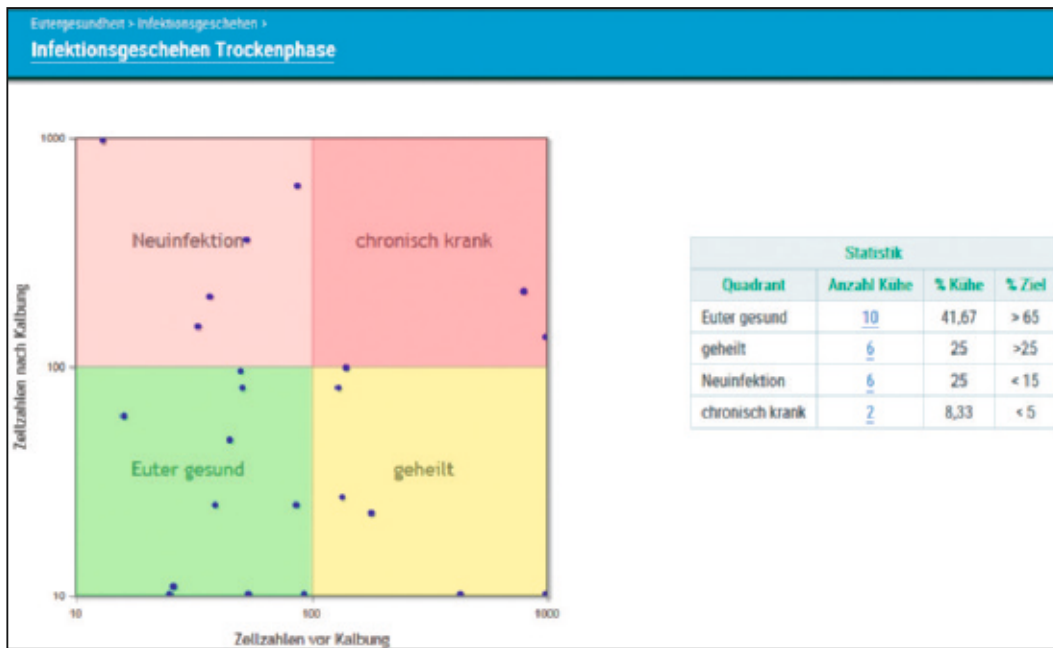 Eutergesundheit > Infektionsgeschehen >
Infektionsgeschehen Trockenphase
1000
Neuinfektion
chronisch krank
Zellzahlen nach Kalbung
100
Euter gesund
geheilt
10
10
100
1000
Zellzahlen vor Kalbung
Statistik
Quadrant Anzahl Kühe % Kühe % Ziel
Euter gesund 10 41,67 > 65
geheilt 6 25 >25
Neuinfektion 6 25 < 15
chronisch krank 2 8,33 < 5